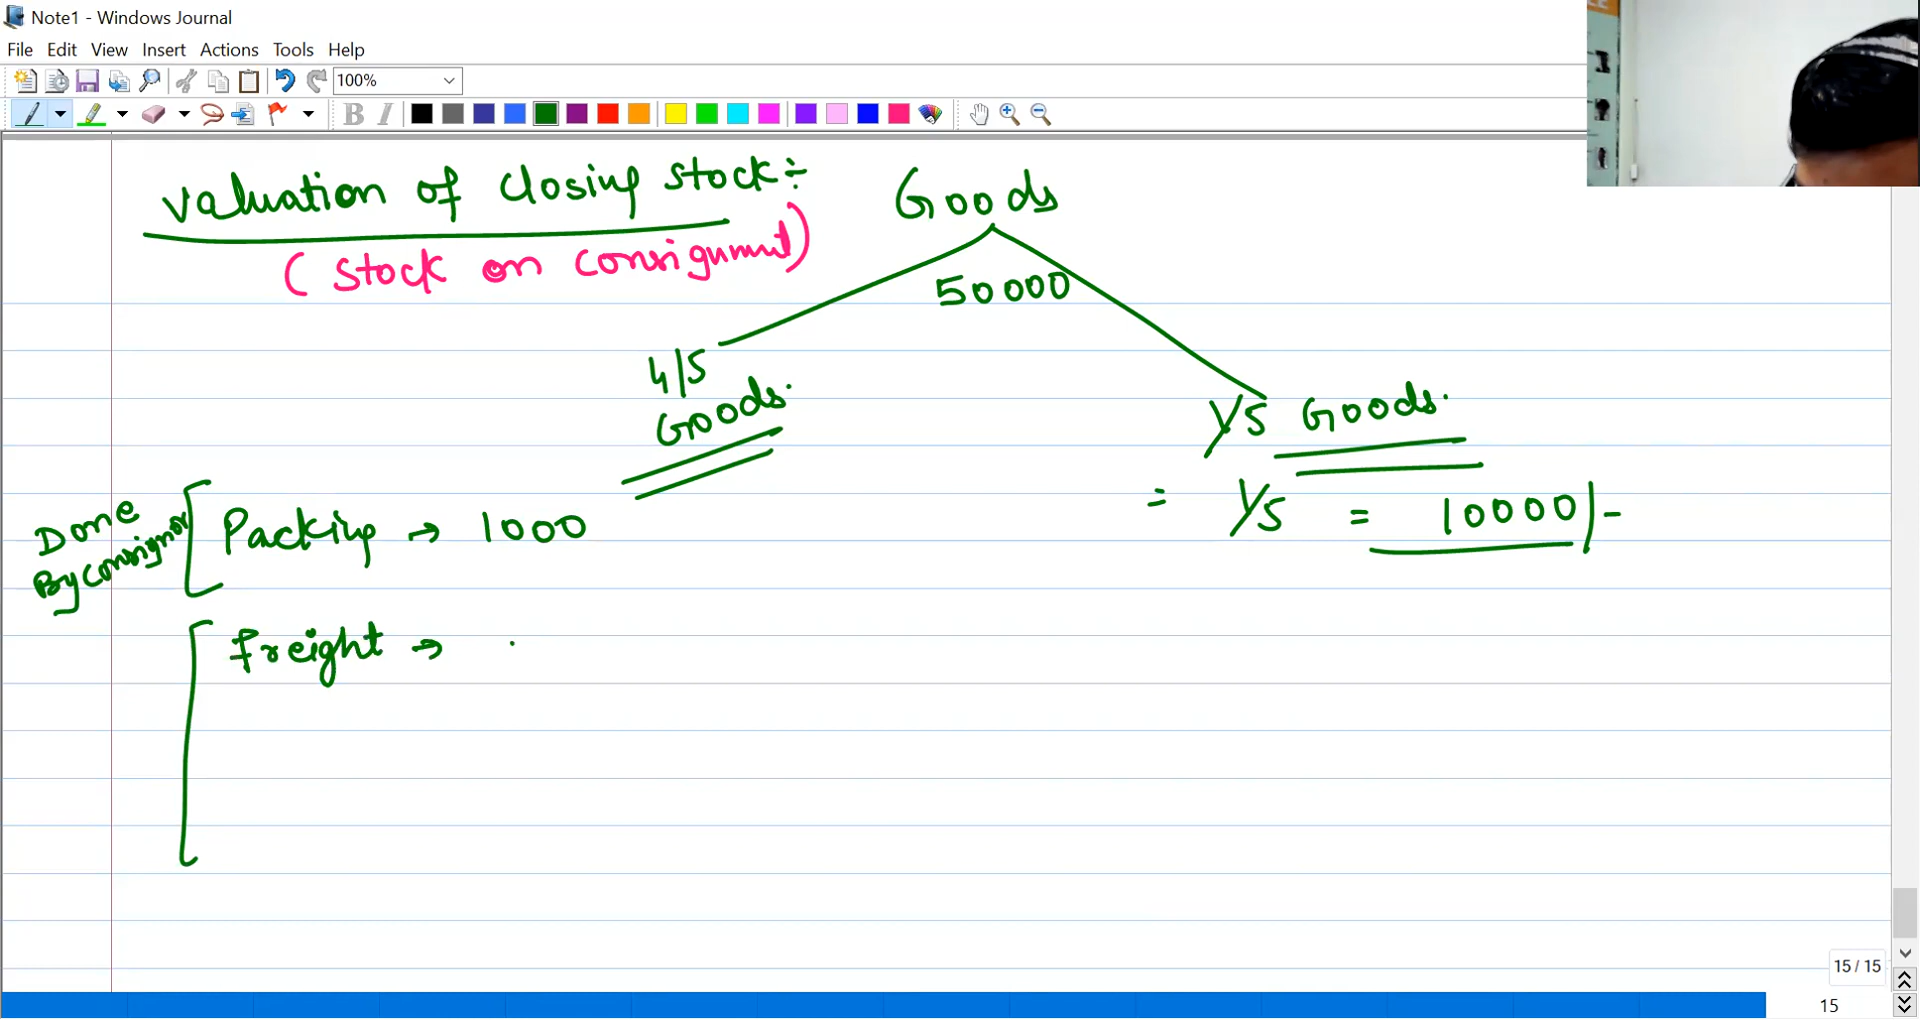 Note1 - Windows Journal
File Edit View Insert Actions Tools Help
100%
B I
Valuation of closing stock÷
(Stock on consignment)
Goods
50000
4/5
Goods.
1/5 Goods.
= 1/5 = 10000/-
Done
By consignor
Packing → 1000
freight →
15 / 15
15